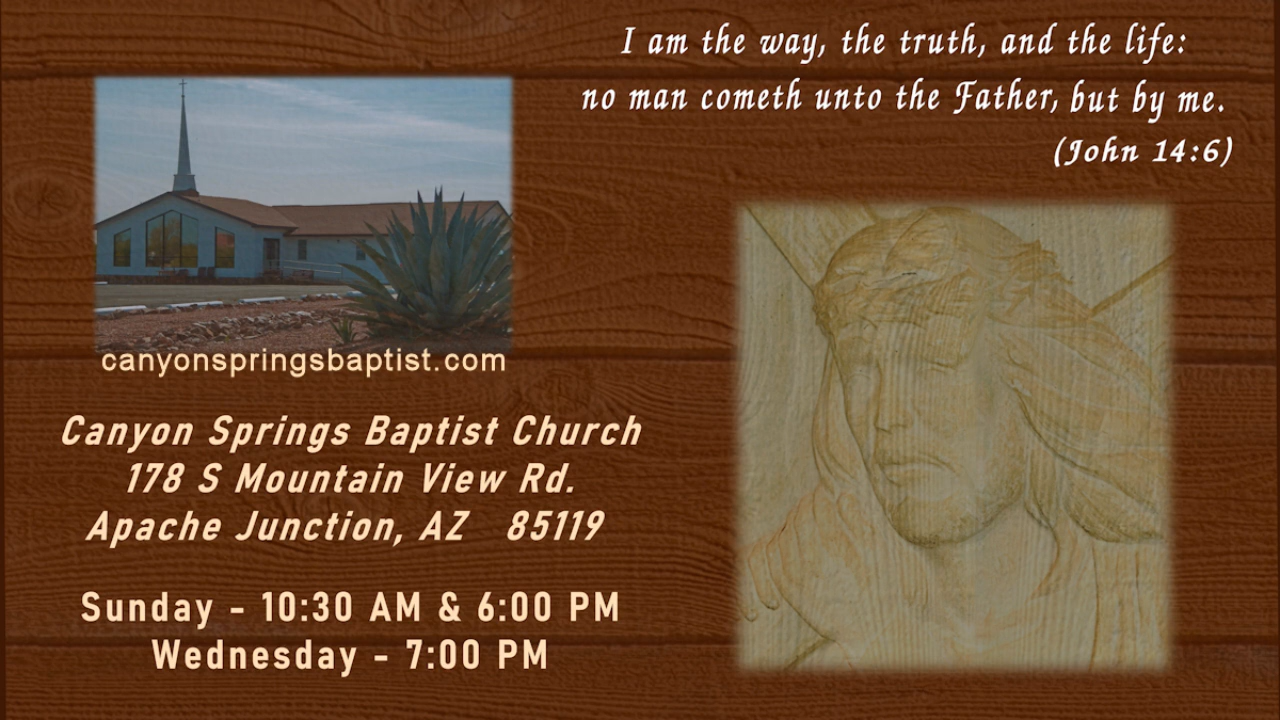 I am the way, the truth, and the life:
no man cometh unto the Father, but by me.
(John 14:6)
canyonspringsbaptist.com
Canyon Springs Baptist Church
178 S Mountain View Rd.
Apache Junction, AZ 85119
Sunday - 10:30 AM & 6:00 PM
Wednesday - 7:00 PM